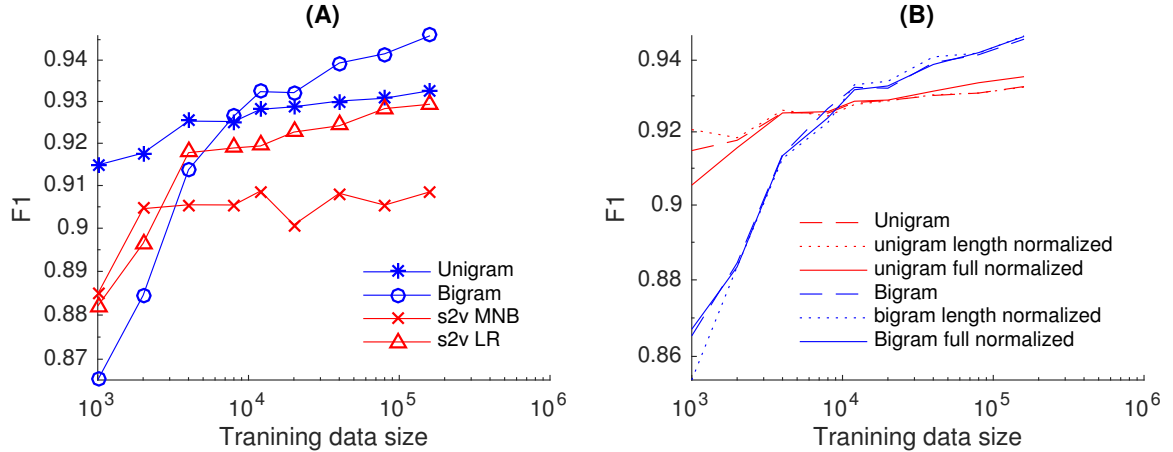 (A)
F1
0.94
0.93
0.92
0.91
0.9
0.89
0.88
0.87
Unigram
Bigram
s2v MNB
s2v LR
10^3
10^4
10^5
10^6
Tranining data size
(B)
F1
0.94
0.92
0.9
0.88
0.86
Unigram
unigram length normalized
unigram full normalized
Bigram
bigram length normalized
Bigram full normalized
10^3
10^4
10^5
10^6
Tranining data size